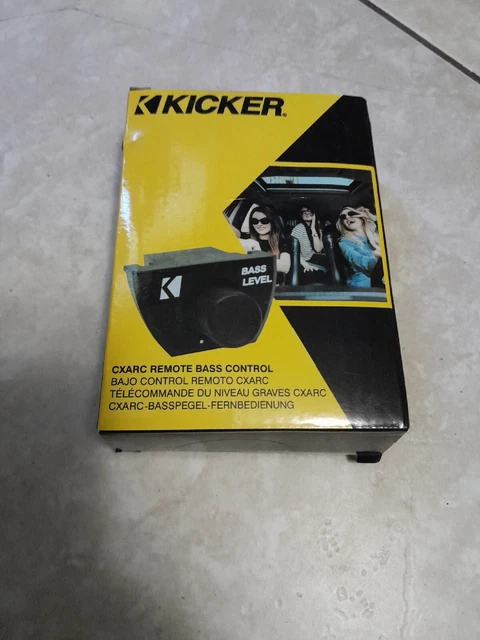 KICKER®
BASS
LEVEL
CXARC REMOTE BASS CONTROL
BAJO CONTROL REMOTO CXARC
TÉLÉCOMMANDE DU NIVEAU GRAVES CXARC
CXARC-BASSPEGEL-FERNBEDIENUNG